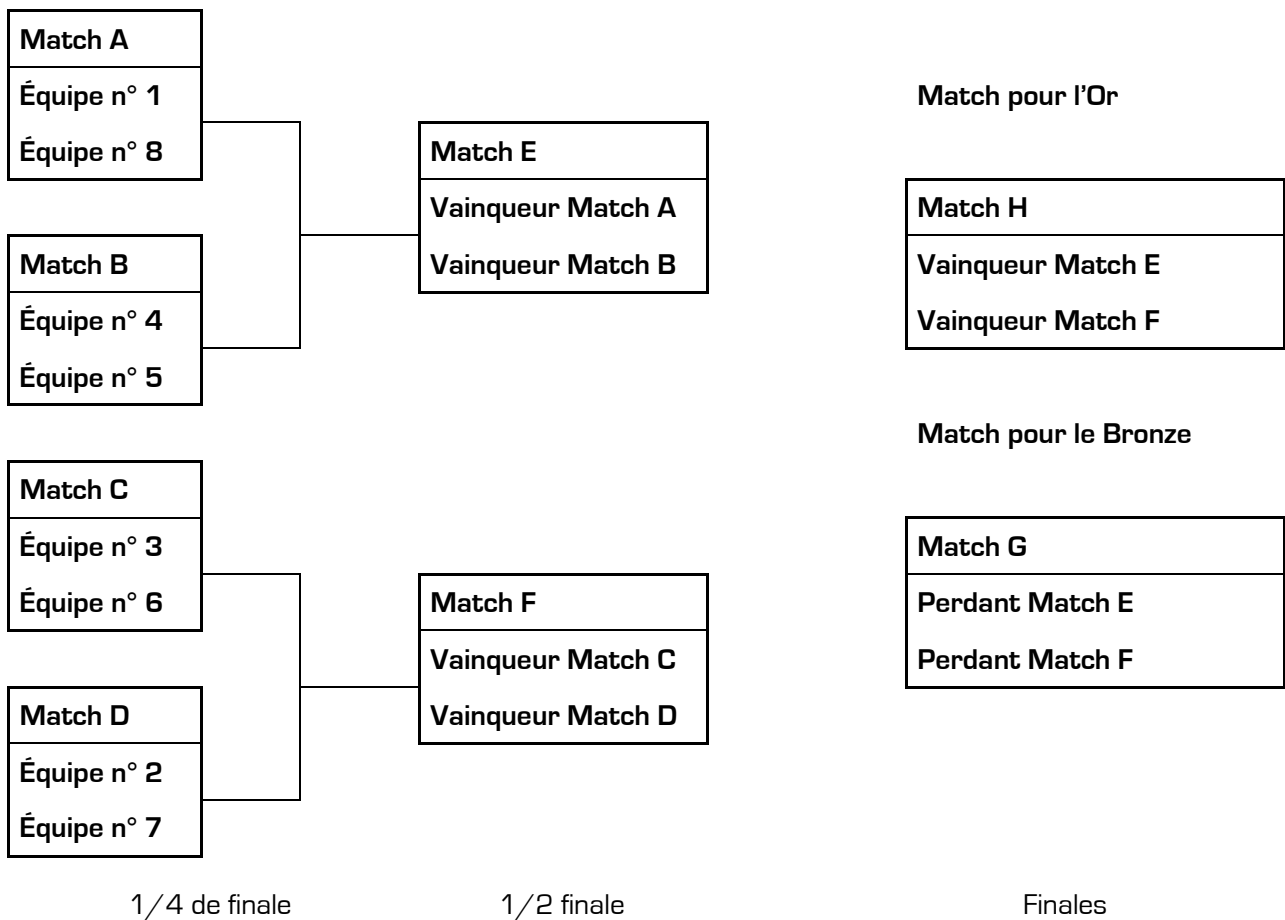 Match A
Équipe n° 1
Équipe n° 8
Match B
Équipe n° 4
Équipe n° 5
Match C
Équipe n° 3
Équipe n° 6
Match D
Équipe n° 2
Équipe n° 7
1/4 de finale
Match E
Vainqueur Match A
Vainqueur Match B
Match F
Vainqueur Match C
Vainqueur Match D
1/2 finale
Match pour l'Or
Match H
Vainqueur Match E
Vainqueur Match F
Match pour le Bronze
Match G
Perdant Match E
Perdant Match F
Finales